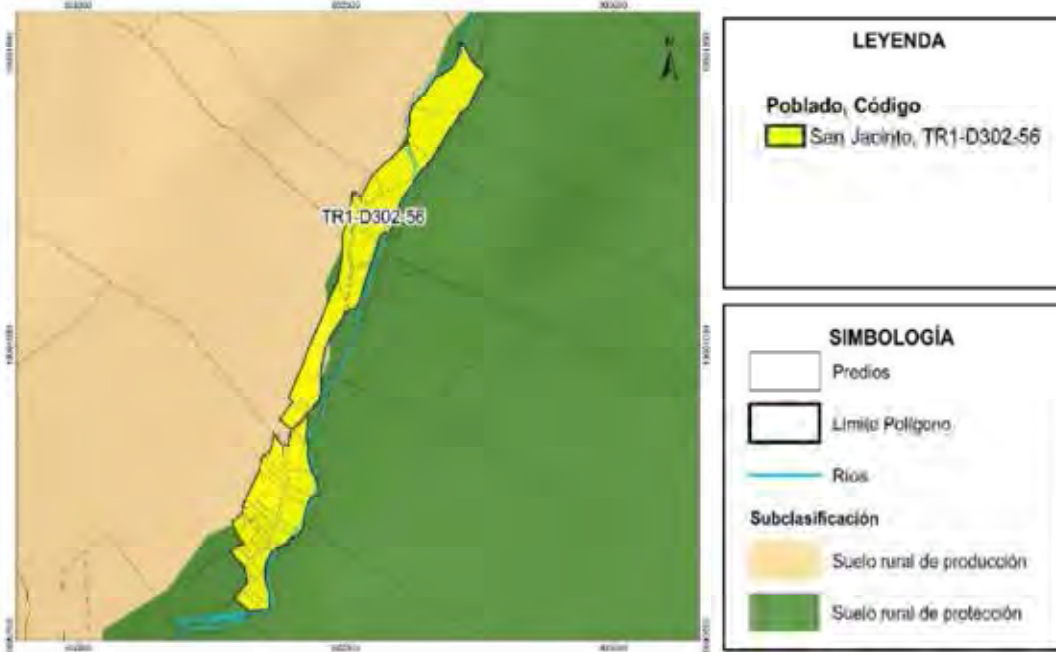 N
TR1-D302-56
LEYENDA
Poblado, Código
San Jacinto, TR1-D302-56
SIMBOLOGÍA
Predios
Límite Polígono
Ríos
Subclasificación
Suelo rural de producción
Suelo rural de protección